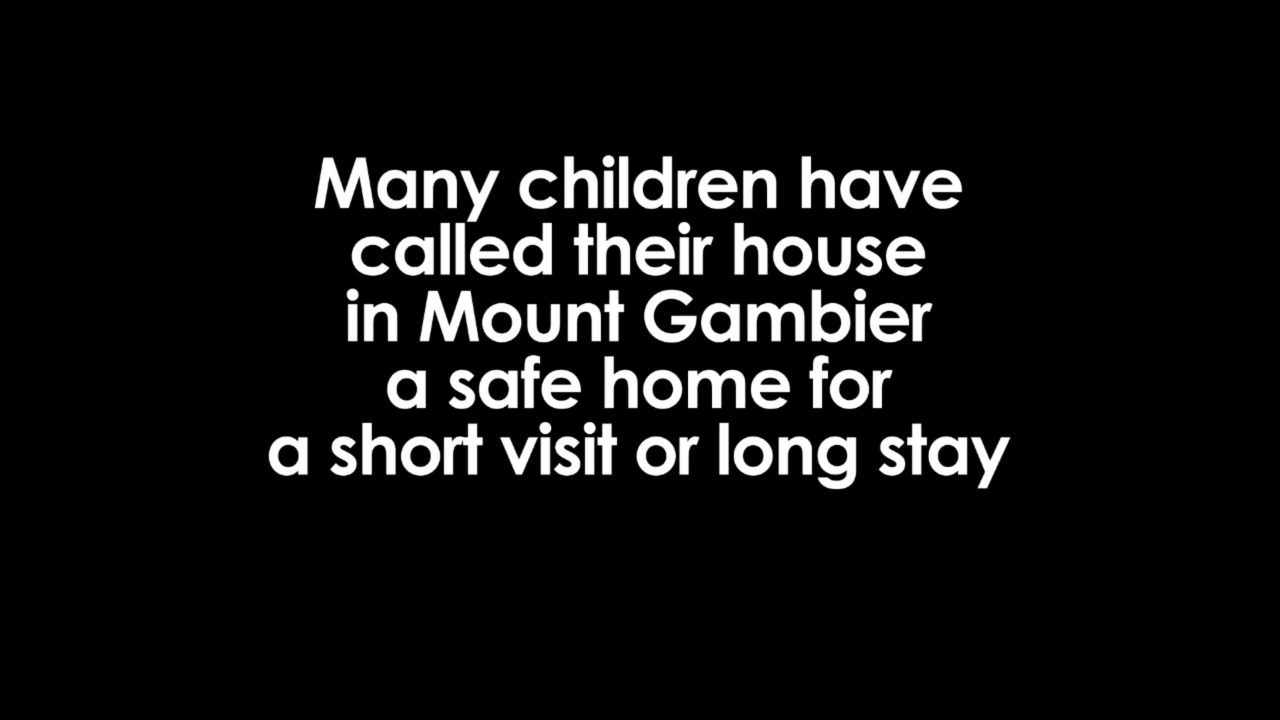 Many children have
called their house
in Mount Gambier
a safe home for
a short visit or long stay